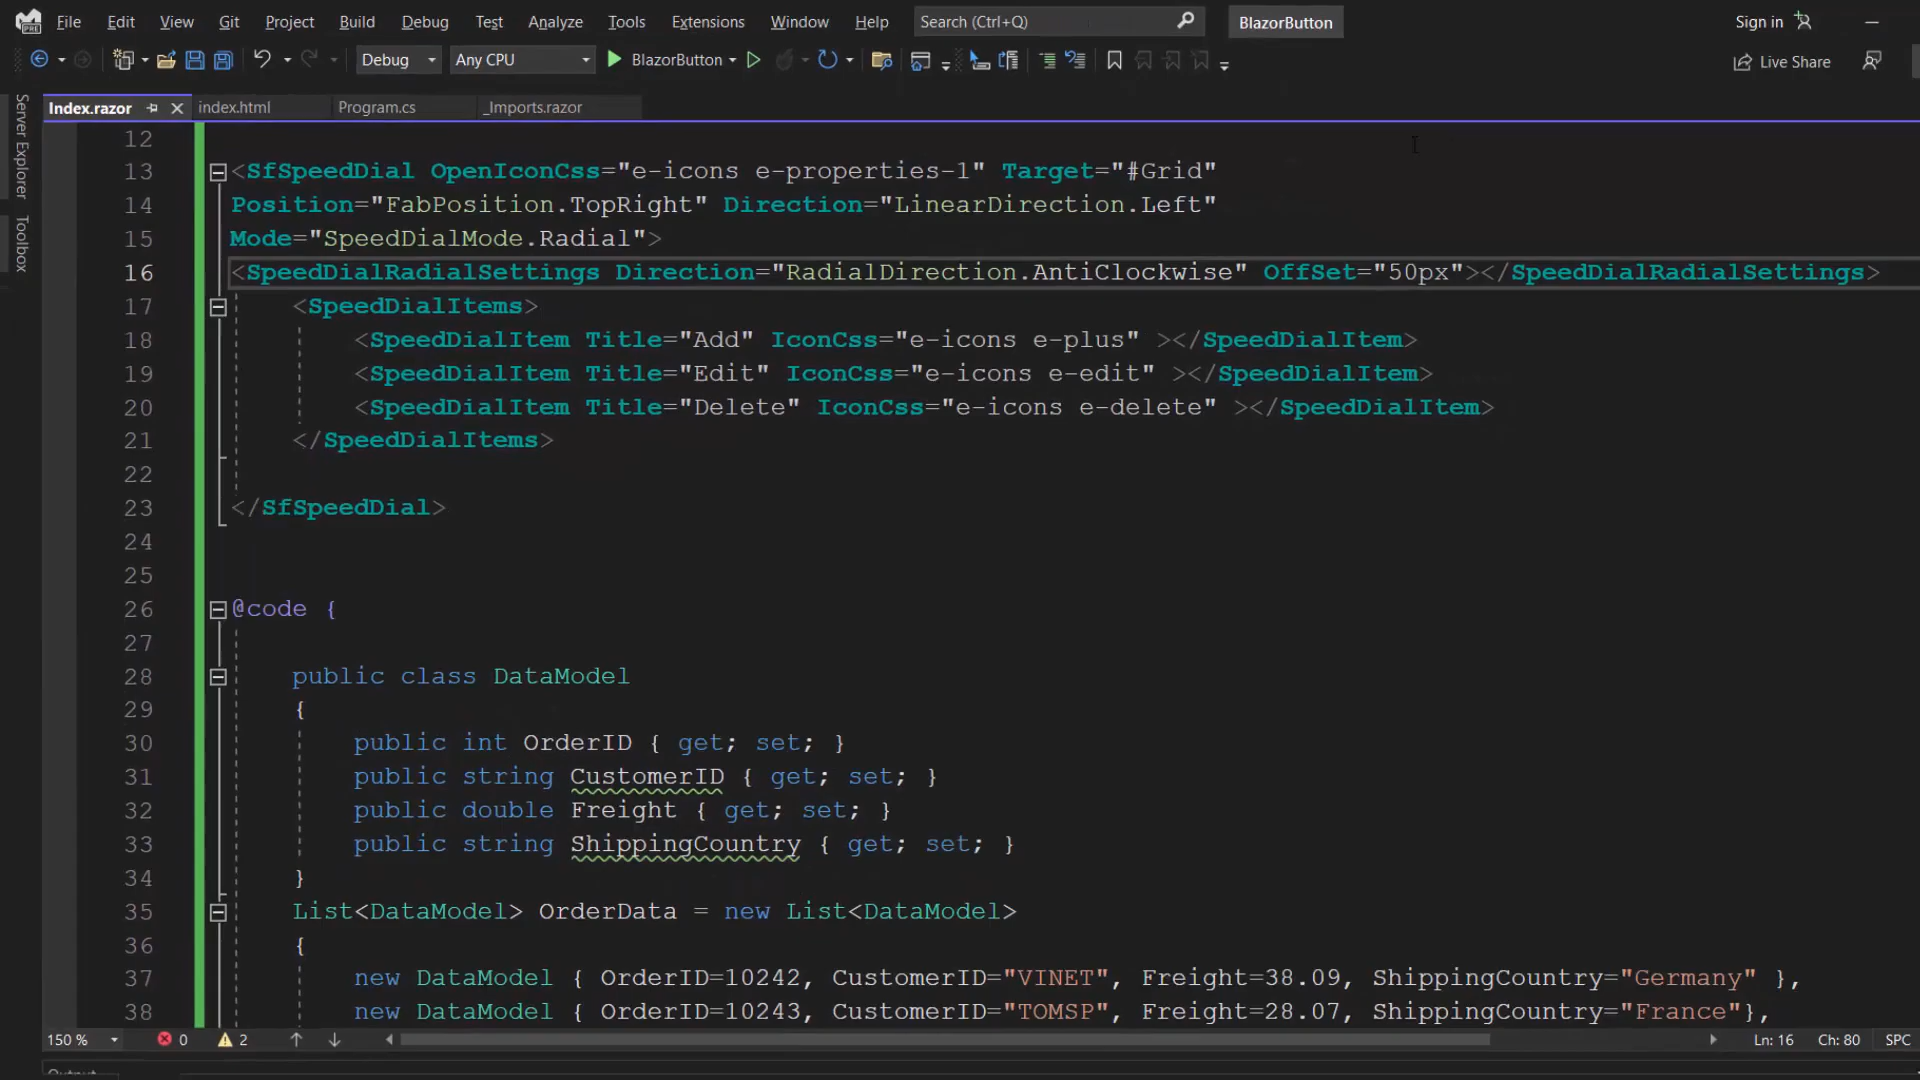 File Edit View Git Project Build Debug Test Analyze Tools Extensions Window Help Search (Ctrl+Q) BlazorButton Sign in
Debug Any CPU BlazorButton Live Share
Server Explorer
Toolbox
Index.razor index.html Program.cs _Imports.razor
12
13 <SfSpeedDial OpenIconCss="e-icons e-properties-1" Target="#Grid"
14 Position="FabPosition.TopRight" Direction="LinearDirection.Left"
15 Mode="SpeedDialMode.Radial">
16 <SpeedDialRadialSettings Direction="RadialDirection.AntiClockwise" OffSet="50px"></SpeedDialRadialSettings>
17 <SpeedDialItems>
18 <SpeedDialItem Title="Add" IconCss="e-icons e-plus" ></SpeedDialItem>
19 <SpeedDialItem Title="Edit" IconCss="e-icons e-edit" ></SpeedDialItem>
20 <SpeedDialItem Title="Delete" IconCss="e-icons e-delete" ></SpeedDialItem>
21 </SpeedDialItems>
22
23 </SfSpeedDial>
24
25
26 @code {
27
28 public class DataModel
29 {
30 public int OrderID { get; set; }
31 public string CustomerID { get; set; }
32 public double Freight { get; set; }
33 public string ShippingCountry { get; set; }
34 }
35 List<DataModel> OrderData = new List<DataModel>
36 {
37 new DataModel { OrderID=10242, CustomerID="VINET", Freight=38.09, ShippingCountry="Germany" },
38 new DataModel { OrderID=10243, CustomerID="TOMSP", Freight=28.07, ShippingCountry="France"},
150 % 0 2 Ln: 16 Ch: 80 SPC
Output